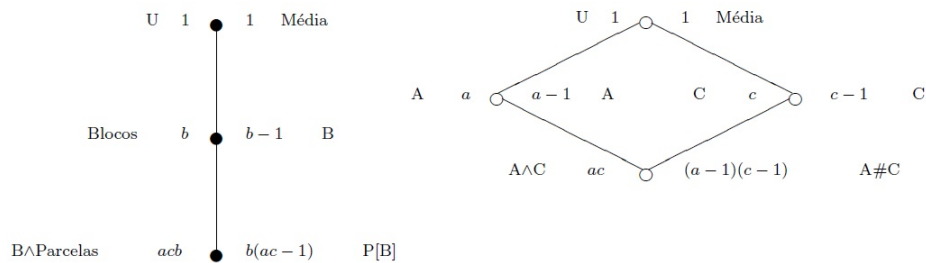 U 1 1 Média
Blocos b b − 1 B
B∧Parcelas acb b(ac − 1) P[B]
U 1 1 Média
A a a − 1 A C c c − 1 C
A∧C ac (a − 1)(c − 1) A#C